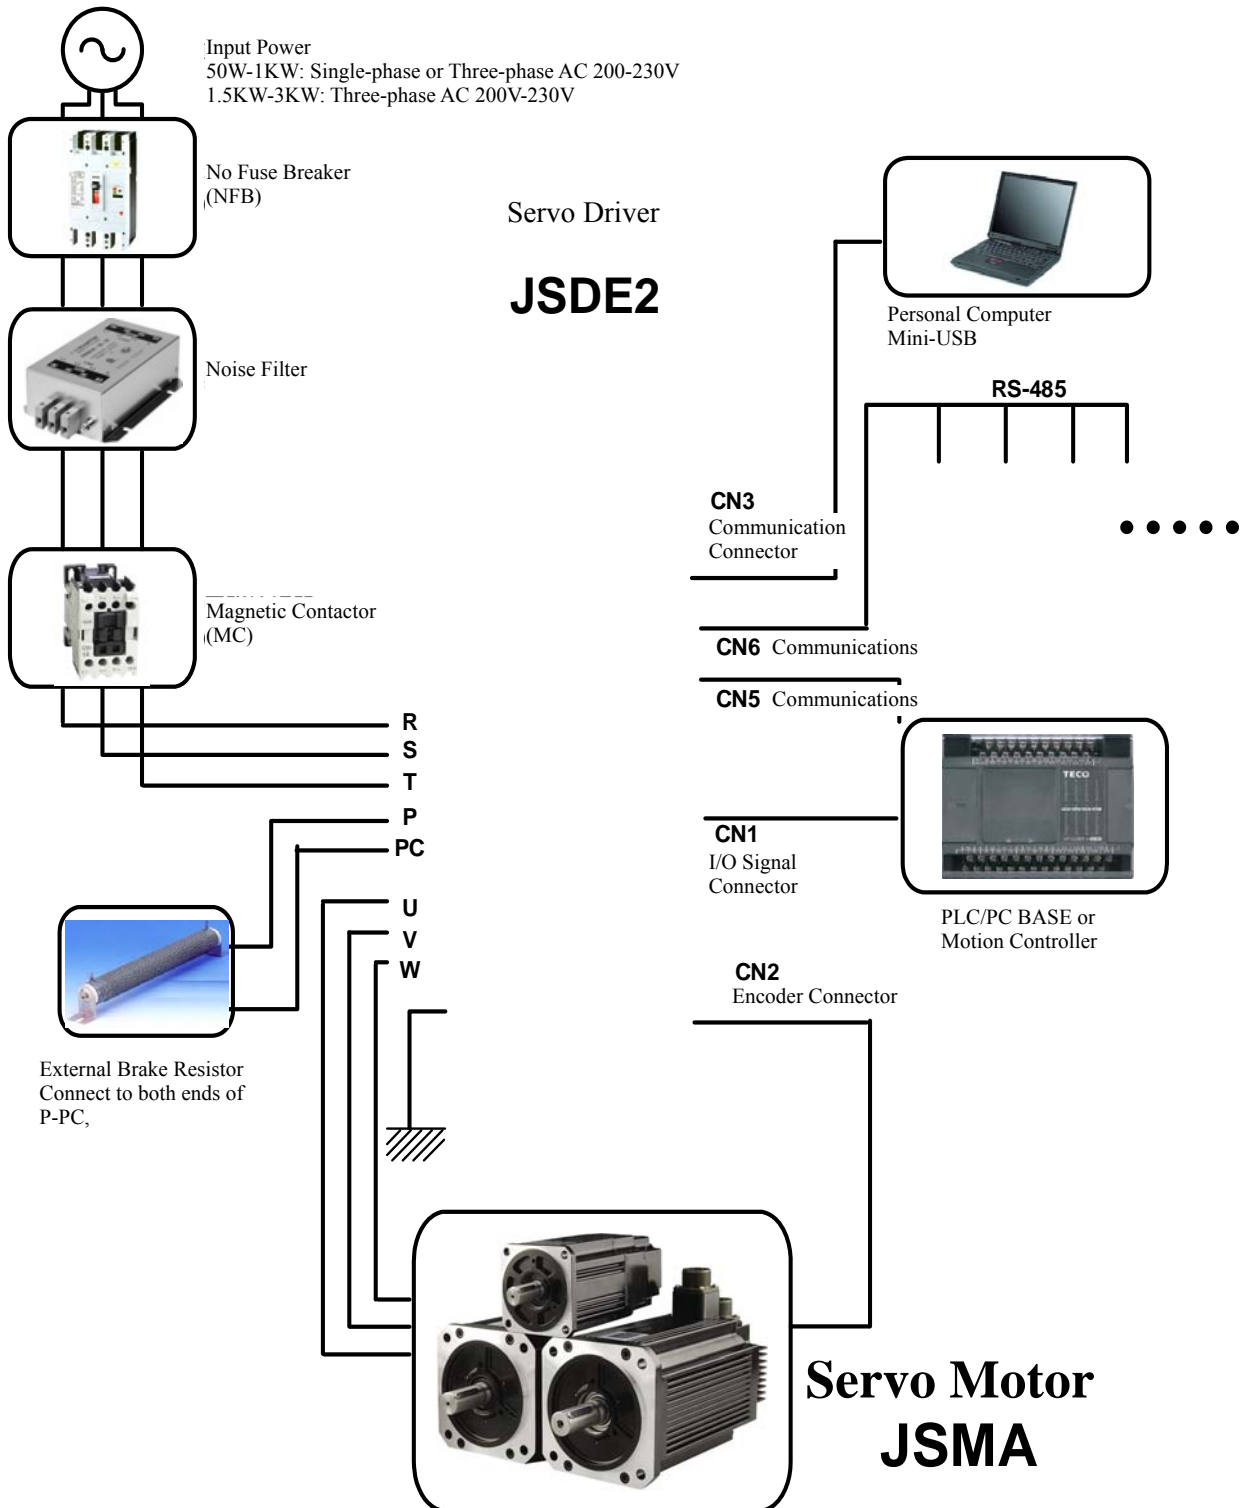 Input Power
50W-1KW: Single-phase or Three-phase AC 200-230V
1.5KW-3KW: Three-phase AC 200V-230V
No Fuse Breaker
(NFB)
Servo Driver
JSDE2
Personal Computer
Mini-USB
Noise Filter
RS-485
CN3
Communication
Connector
Magnetic Contactor
(MC)
CN6 Communications
CN5 Communications
R
S
T
P
PC
TECO
CN1
I/O Signal
Connector
PLC/PC BASE or
Motion Controller
U
V
W
CN2
Encoder Connector
External Brake Resistor
Connect to both ends of
P-PC,
Servo Motor
JSMA